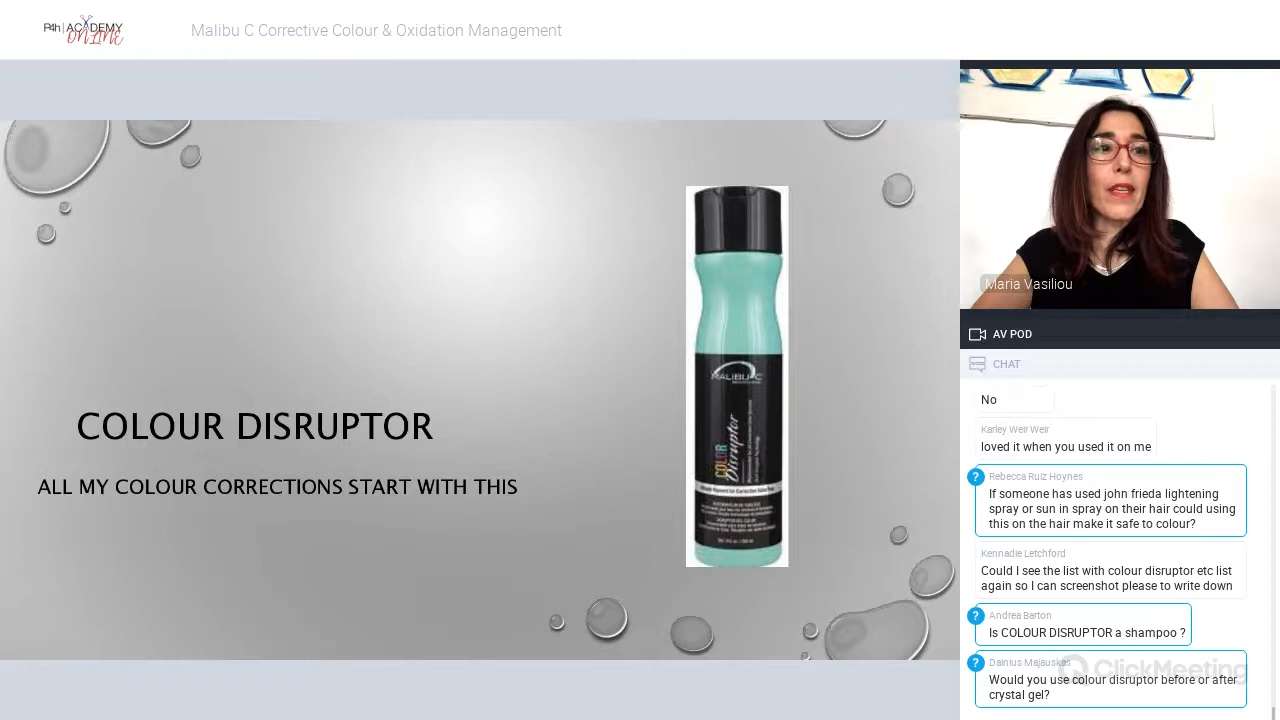 P4h | ACADEMY
ONLINE
Malibu C Corrective Colour & Oxidation Management
MALIBU C
COLOR
Disruptor
COLOUR DISRUPTOR
ALL MY COLOUR CORRECTIONS START WITH THIS
Maria Vasiliou
AV POD
CHAT
No
Karley Weir Weir
loved it when you used it on me
?
Rebecca Ruiz Hoynes
If someone has used john frieda lightening
spray or sun in spray on their hair could using
this on the hair make it safe to colour?
Kennadie Letchford
Could I see the list with colour disruptor etc list
again so I can screenshot please to write down
?
Andrea Barton
Is COLOUR DISRUPTOR a shampoo ?
?
Dainius Majauskas
Would you use colour disruptor before or after
crystal gel?
ClickMeeting